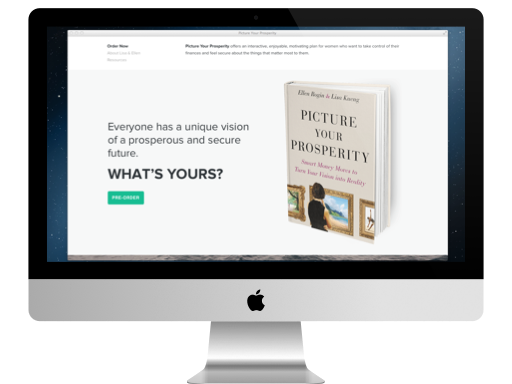 Picture Your Prosperity
Order Now
Picture Your Prosperity offers an interactive, enjoyable, motivating plan for women who want to take control of their
About Lisa & Ellen
finances and feel secure about the things that matter most to them.
Resources
Everyone has a unique vision
of a prosperous and secure
future.
WHAT'S YOURS?
PRE-ORDER
Ellen Rogin & Lisa Kueng
PICTURE
YOUR
PROSPERITY
Smart Money Moves to
Turn Your Vision into Reality